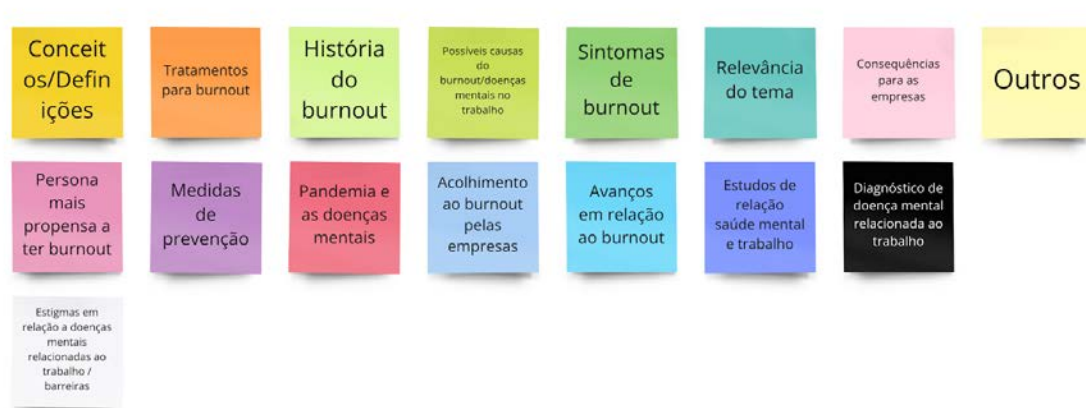 Conceit
os/Defin
ições
Tratamentos
para burnout
História
do
burnout
Possíveis causas
do
burnout/doenças
mentais no
trabalho
Sintomas
de
burnout
Relevância
do tema
Consequências
para as
empresas
Outros
Persona
mais
propensa a
ter burnout
Medidas
de
prevenção
Pandemia e
as doenças
mentais
Acolhimento
ao burnout
pelas
empresas
Avanços
em relação
ao burnout
Estudos de
relação
saúde mental
e trabalho
Diagnóstico de
doença mental
relacionada ao
trabalho
Estigmas em
relação a doenças
mentais
relacionadas ao
trabalho /
barreiras